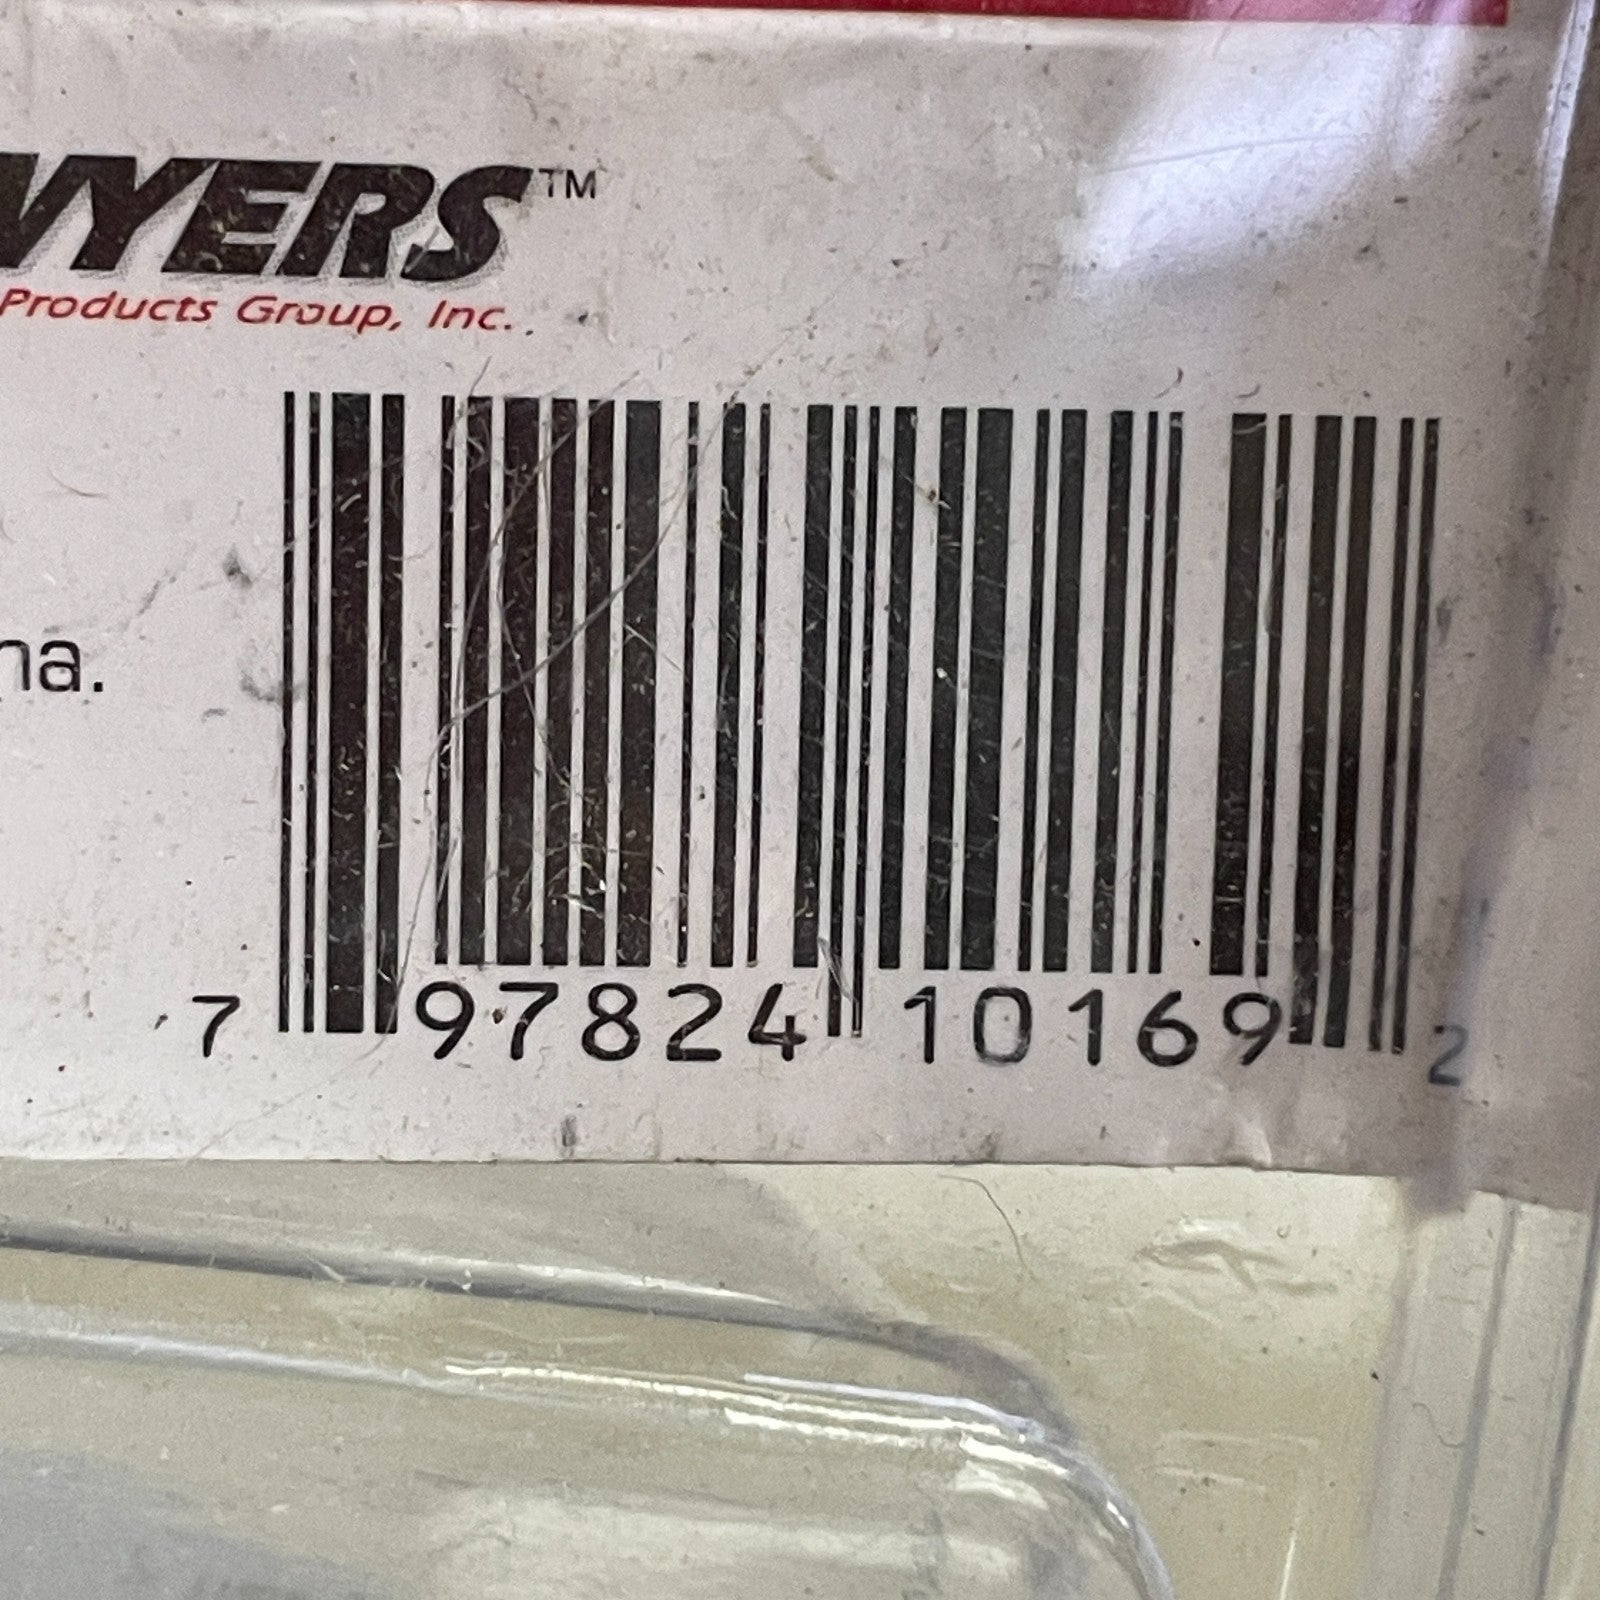 WYERS™
Products Group, Inc.
na.
7 97824 10169 2